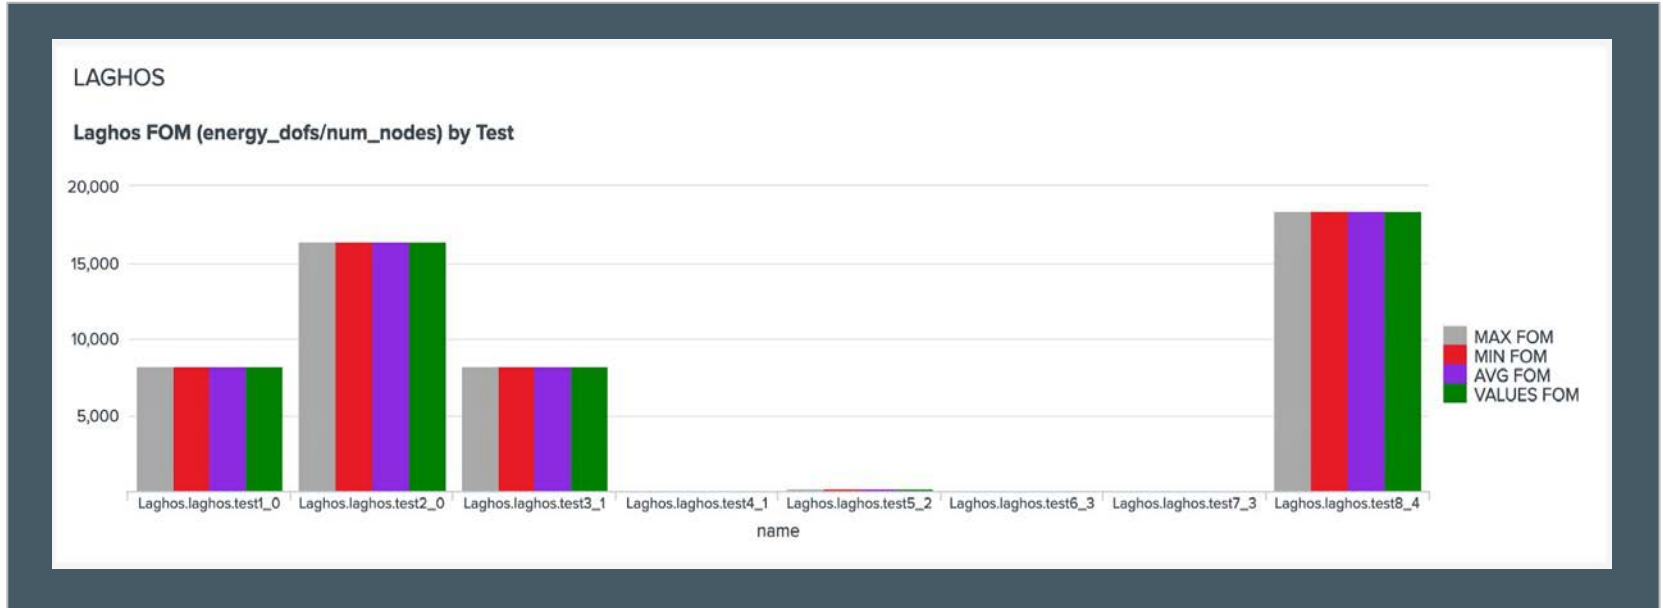 LAGHOS
Laghos FOM (energy_dofs/num_nodes) by Test
20,000
15,000
10,000
5,000
MAX FOM
MIN FOM
AVG FOM
VALUES FOM
Laghos.laghos.test1_0 Laghos.laghos.test2_0 Laghos.laghos.test3_1 Laghos.laghos.test4_1 Laghos.laghos.test5_2 Laghos.laghos.test6_3 Laghos.laghos.test7_3 Laghos.laghos.test8_4
name